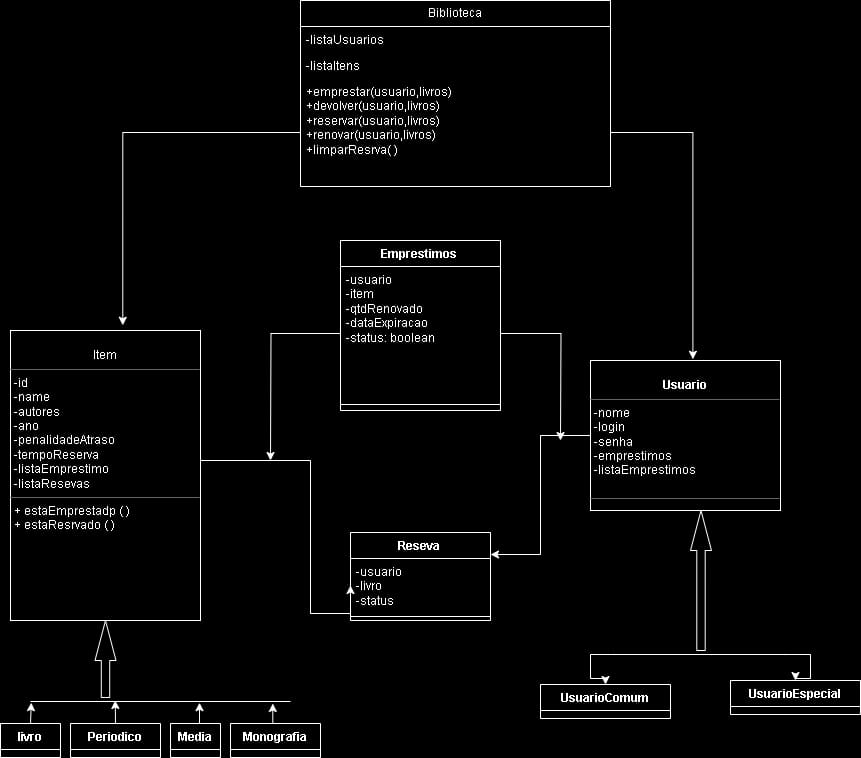 Biblioteca
-listaUsuarios
-listaItens
+emprestar(usuario,livros)
+devolver(usuario,livros)
+reservar(usuario,livros)
+renovar(usuario,livros)
+limparResrva( )
Emprestimos
-usuario
-item
-qtdRenovado
-dataExpiracao
-status: boolean
Item
-id
-name
-autores
-ano
-penalidadeAtraso
-tempoReserva
-listaEmprestimo
-listaResevas
+ estaEmprestadp ( )
+ estaResrvado ( )
Usuario
-nome
-login
-senha
-emprestimos
-listaEmprestimos
Reseva
-usuario
-livro
-status
UsuarioComum
UsuarioEspecial
livro
Periodico
Media
Monografia